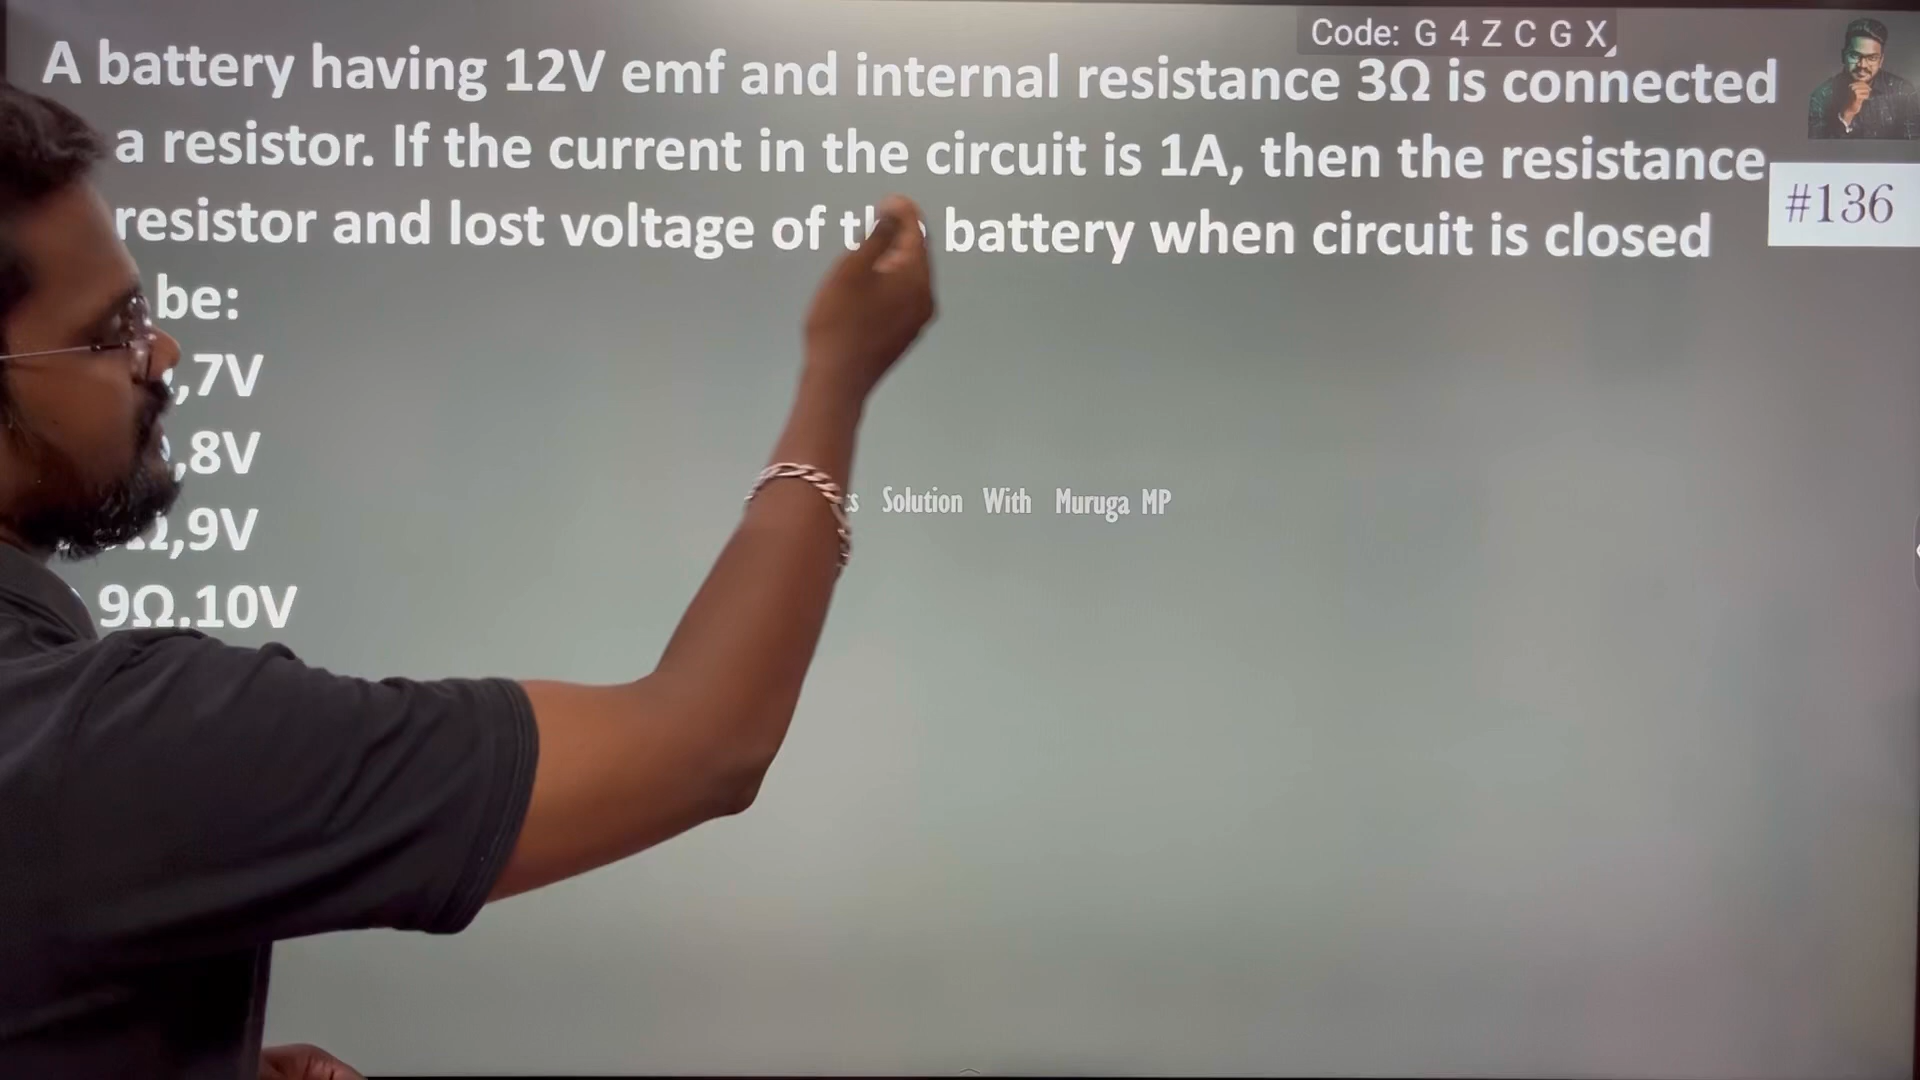 Code: G 4 Z C G X
A battery having 12V emf and internal resistance 3Ω is connected
a resistor. If the current in the circuit is 1A, then the resistance
#136
resistor and lost voltage of battery when circuit is closed
be:
,7V
,8V
Solution With Muruga MP
Ω,9V
9Ω.10V